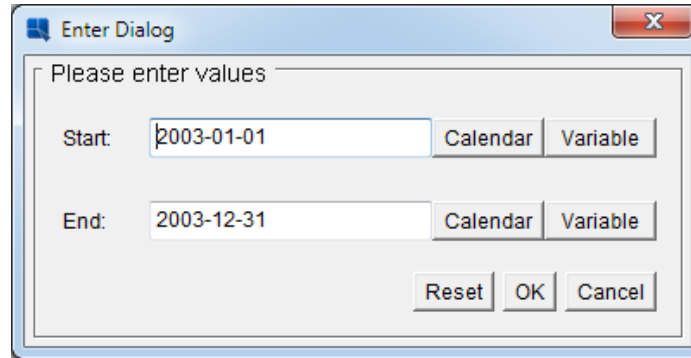 Enter Dialog
Please enter values
Start: 2003-01-01 Calendar Variable
End: 2003-12-31 Calendar Variable
Reset OK Cancel